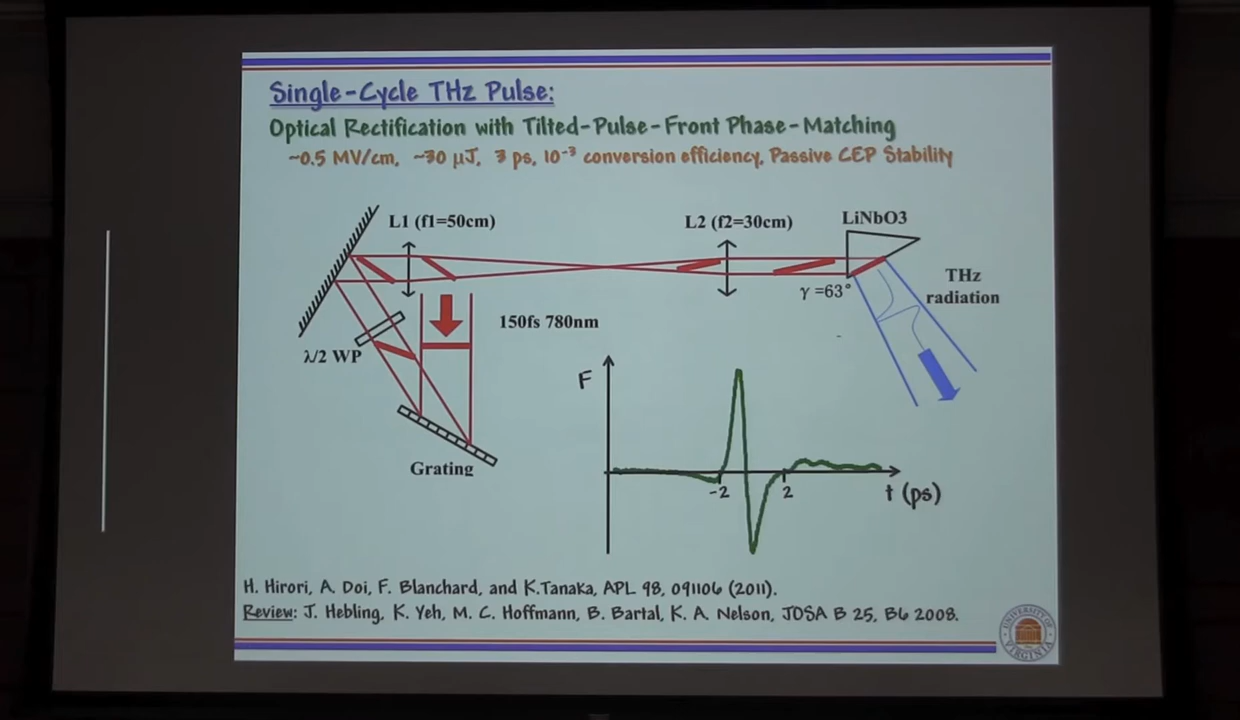 Single-Cycle THz Pulse:
Optical Rectification with Tilted-Pulse-Front Phase-Matching
~0.5 MV/cm, ~30 μJ, 3 ps, 10⁻³ conversion efficiency, Passive CEP Stability
L1 (f1=50cm)
L2 (f2=30cm)
LiNbO3
THz
radiation
γ =63°
150fs 780nm
λ/2 WP
Grating
F
-2
2
t (ps)
H. Hirori, A. Doi, F. Blanchard, and K.Tanaka, APL 98, 091106 (2011).
Review: J. Hebling, K. Yeh, M. C. Hoffmann, B. Bartal, K. A. Nelson, JOSA B 25, B6 2008.
UNIVERSITY OF
VIRGINIA